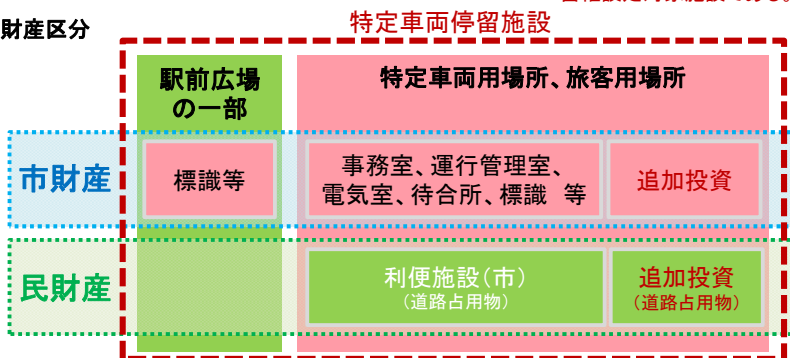 財産区分
特定車両停留施設
駅前広場
の一部
特定車両用場所、旅客用場所
市財産
標識等
事務室、運行管理室、
電気室、待合所、標識 等
追加投資
民財産
利便施設(市)
(道路占用物)
追加投資
(道路占用物)